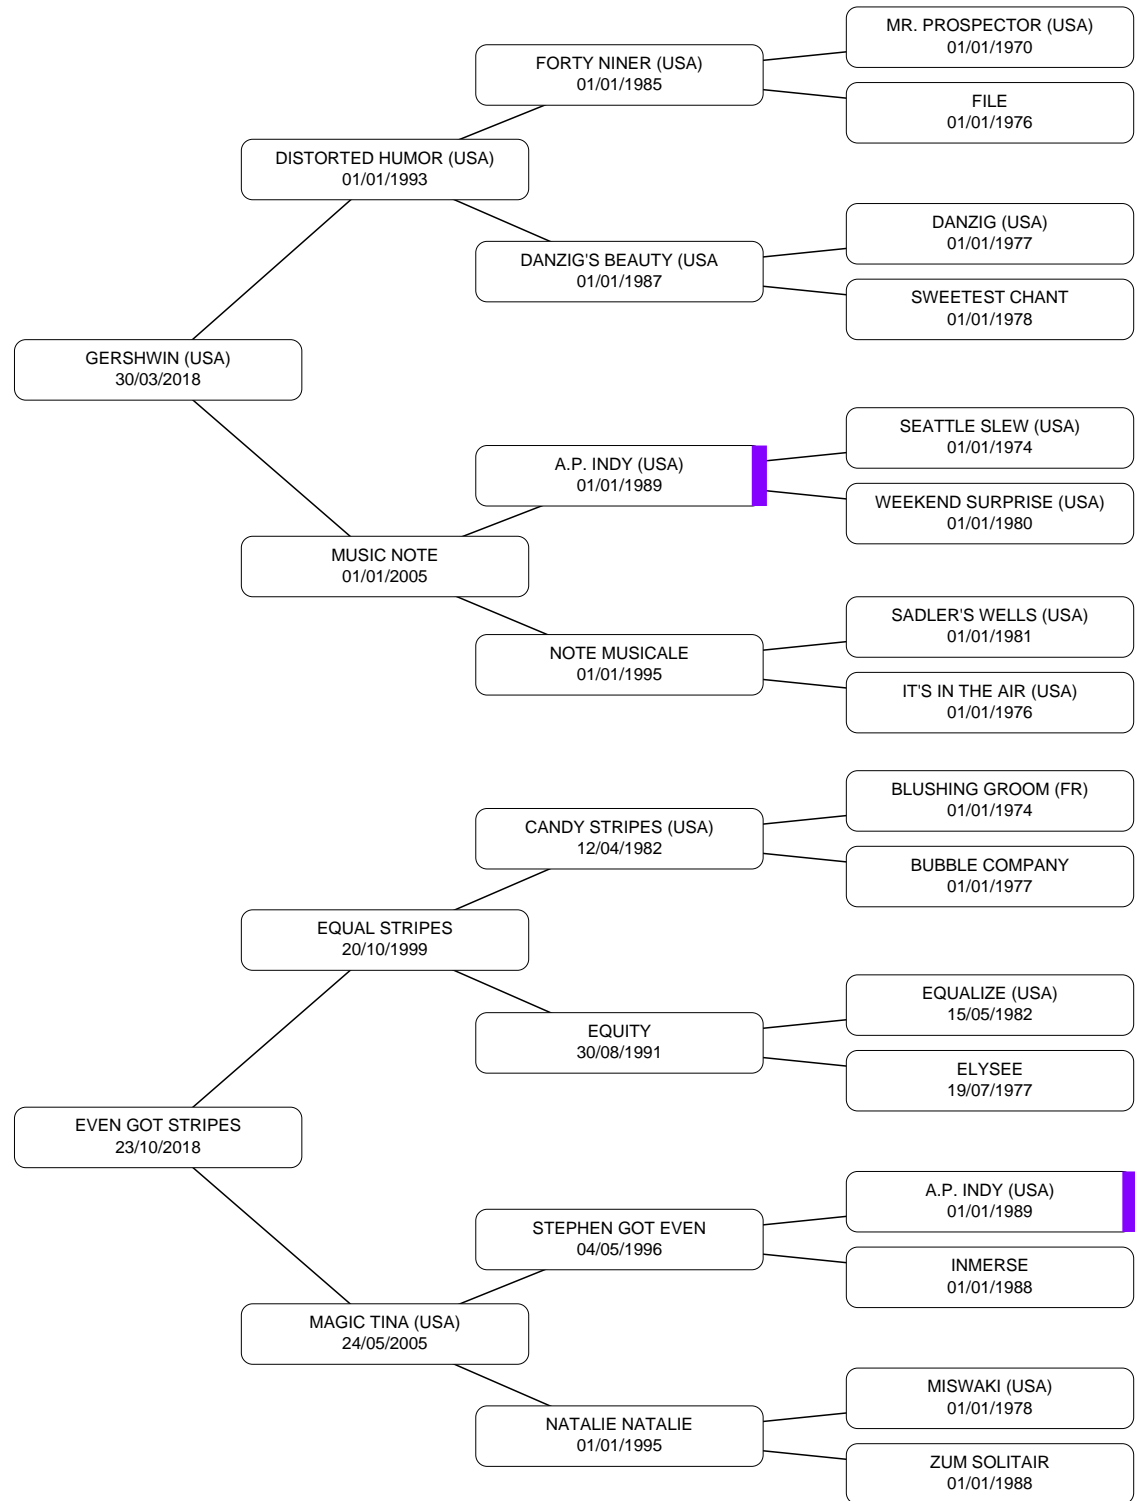 MR. PROSPECTOR (USA)
01/01/1970
FORTY NINER (USA)
01/01/1985
FILE
01/01/1976
DISTORTED HUMOR (USA)
01/01/1993
DANZIG (USA)
01/01/1977
DANZIG'S BEAUTY (USA
01/01/1987
SWEETEST CHANT
01/01/1978
GERSHWIN (USA)
30/03/2018
SEATTLE SLEW (USA)
01/01/1974
A.P. INDY (USA)
01/01/1989
WEEKEND SURPRISE (USA)
01/01/1980
MUSIC NOTE
01/01/2005
SADLER'S WELLS (USA)
01/01/1981
NOTE MUSICALE
01/01/1995
IT'S IN THE AIR (USA)
01/01/1976
BLUSHING GROOM (FR)
01/01/1974
CANDY STRIPES (USA)
12/04/1982
BUBBLE COMPANY
01/01/1977
EQUAL STRIPES
20/10/1999
EQUALIZE (USA)
15/05/1982
EQUITY
30/08/1991
ELYSEE
19/07/1977
EVEN GOT STRIPES
23/10/2018
A.P. INDY (USA)
01/01/1989
STEPHEN GOT EVEN
04/05/1996
INMERSE
01/01/1988
MAGIC TINA (USA)
24/05/2005
MISWAKI (USA)
01/01/1978
NATALIE NATALIE
01/01/1995
ZUM SOLITAIR
01/01/1988